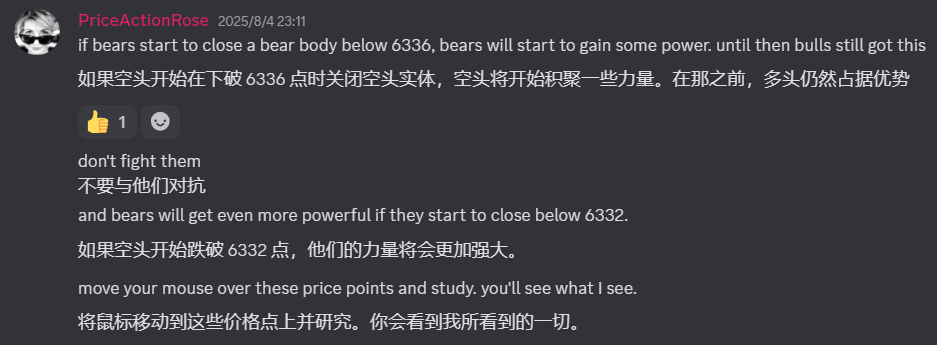 PriceActionRose 2025/8/4 23:11
if bears start to close a bear body below 6336, bears will start to gain some power. until then bulls still got this
如果空头开始在下破 6336 点时关闭空头实体，空头将开始积聚一些力量。在那之前，多头仍然占据优势
1
don't fight them
不要与他们对抗
and bears will get even more powerful if they start to close below 6332.
如果空头开始跌破 6332 点，他们的力量将会更加强大。
move your mouse over these price points and study. you'll see what I see.
将鼠标移动到这些价格点上并研究。你会看到我所看到的一切。